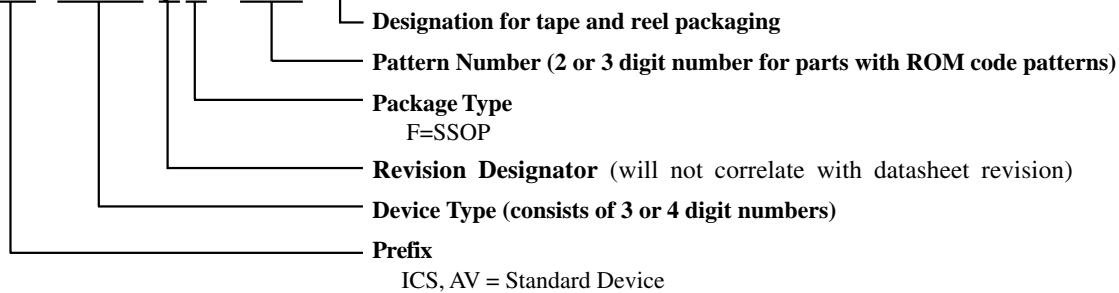 Designation for tape and reel packaging
Pattern Number (2 or 3 digit number for parts with ROM code patterns)
Package Type
F=SSOP
Revision Designator (will not correlate with datasheet revision)
Device Type (consists of 3 or 4 digit numbers)
Prefix
ICS, AV = Standard Device